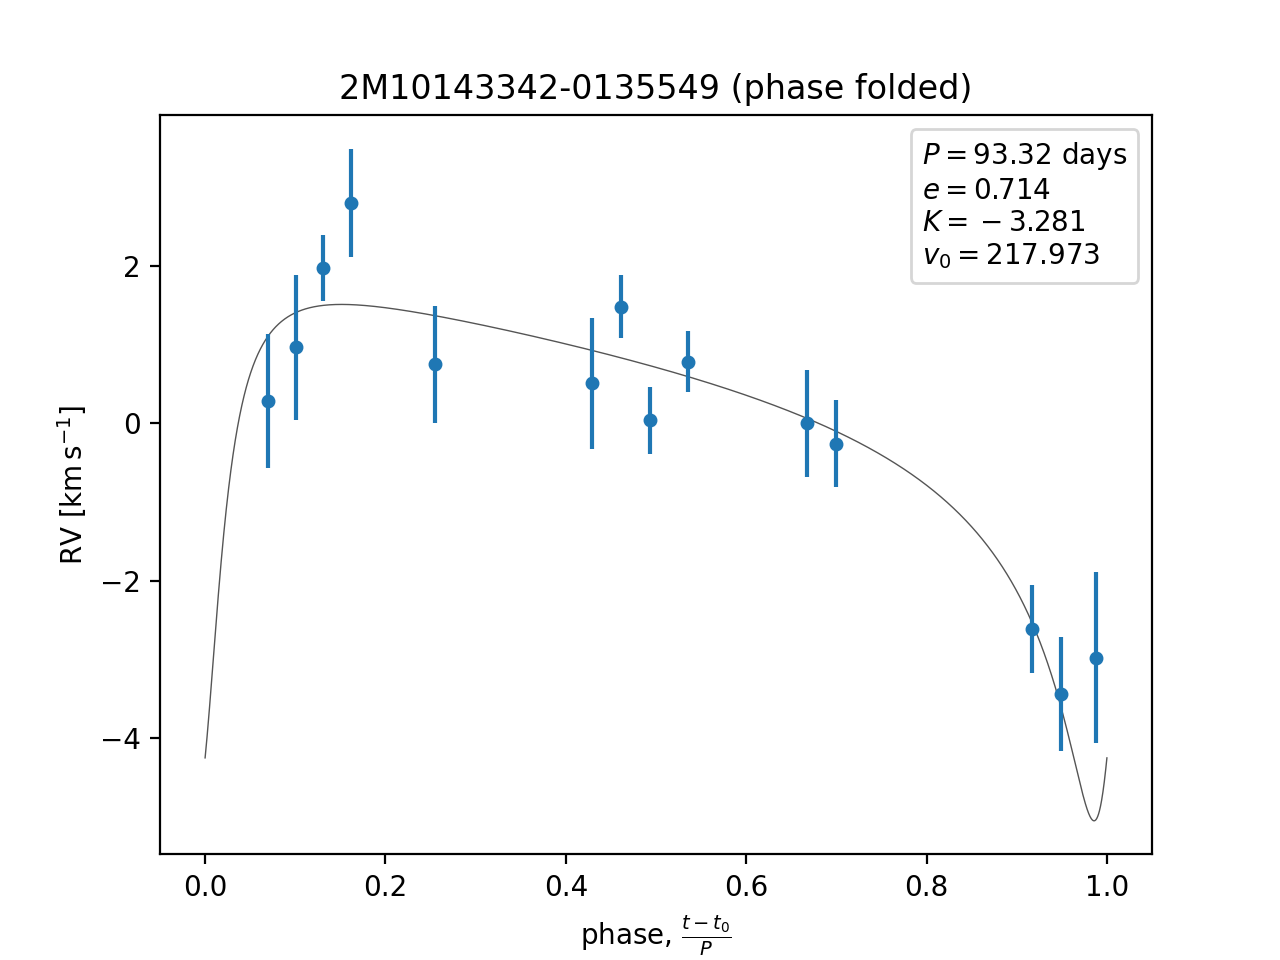 2M10143342-0135549 (phase folded)
P = 93.32 days
e = 0.714
K = −3.281
v₀ = 217.973
2
0
−2
−4
RV [km s⁻¹]
0.0 0.2 0.4 0.6 0.8 1.0
phase, (t − t₀)/P